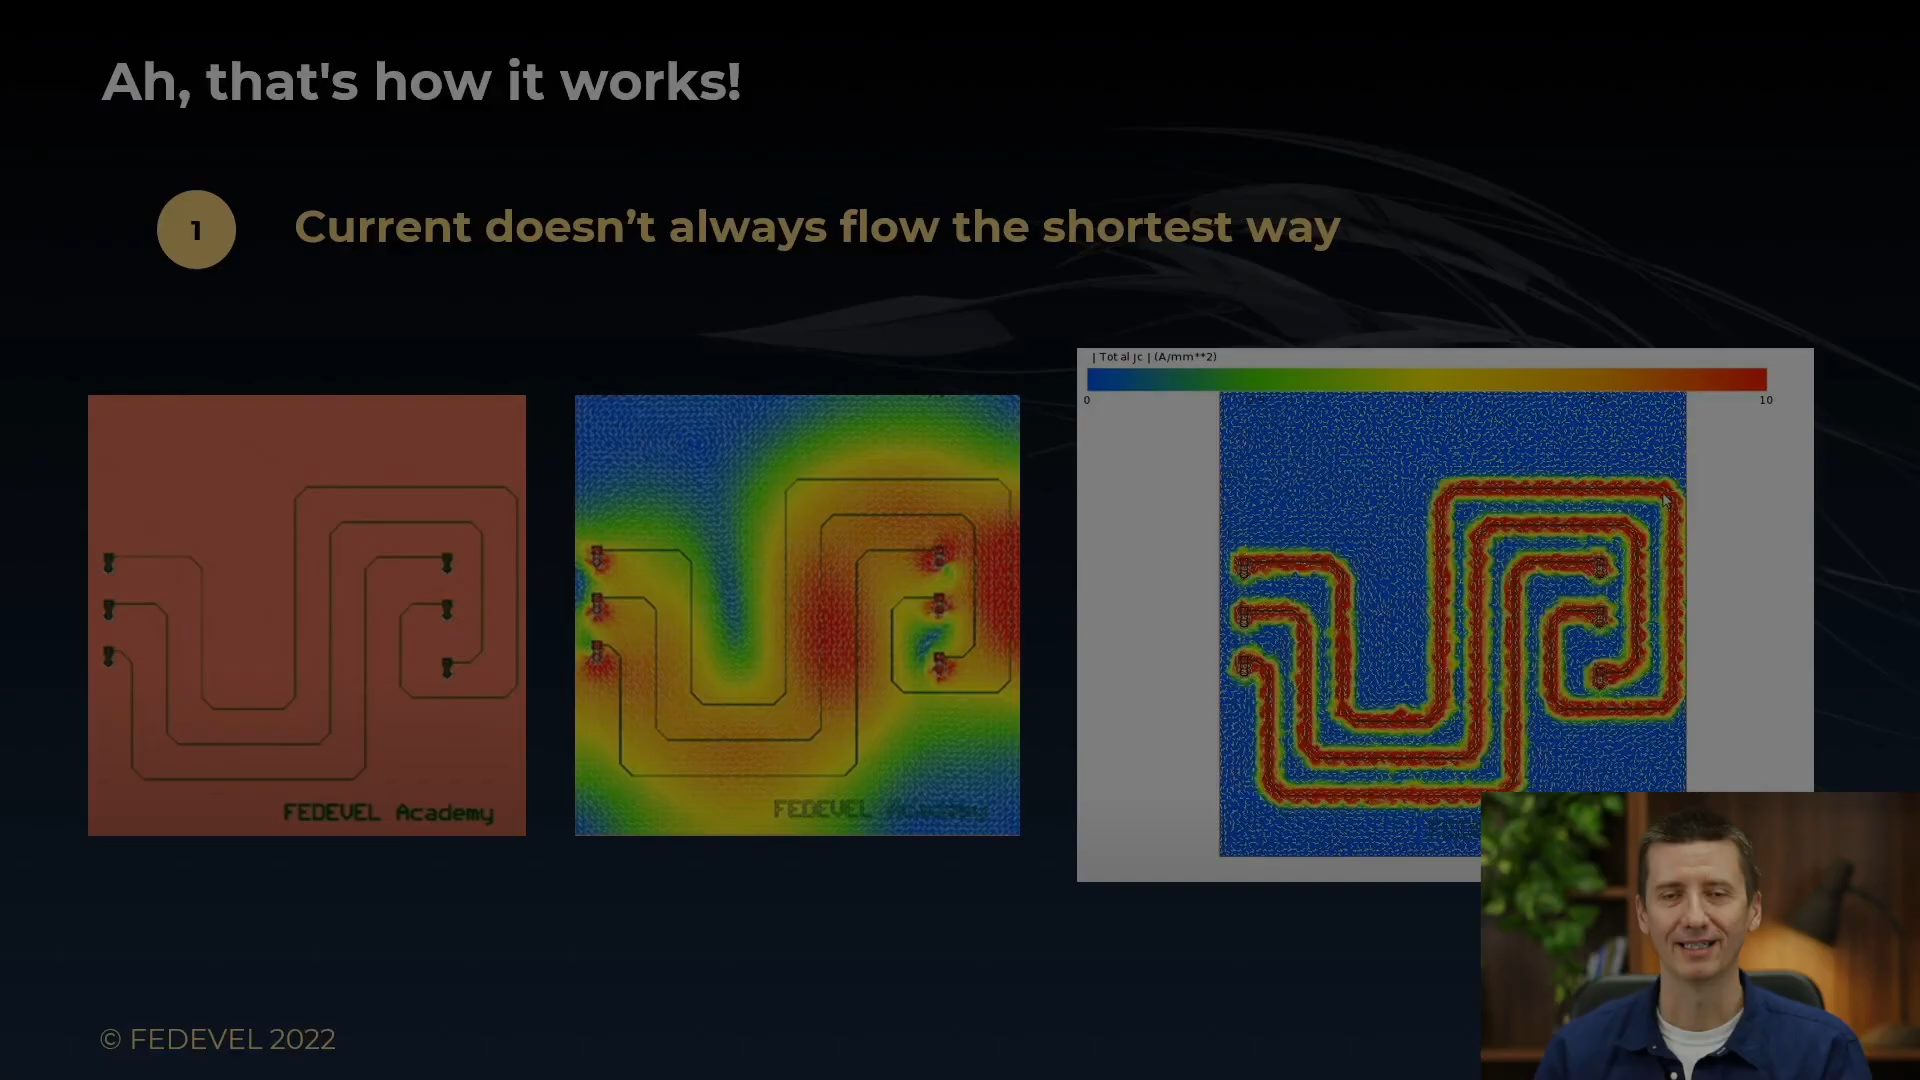 Ah, that's how it works!
1
Current doesn’t always flow the shortest way
| Total Jc | (A/mm**2)
0
10
FEDEVEL Academy
FEDEVEL Academy
© FEDEVEL 2022